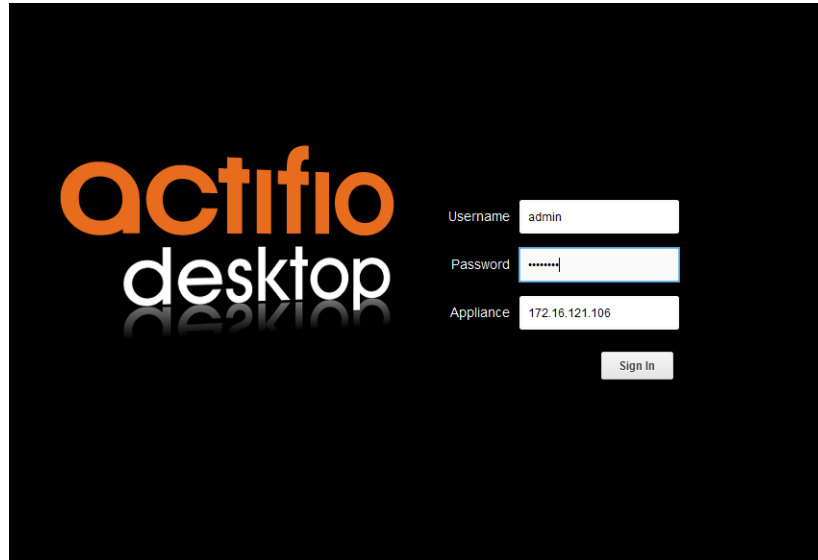 actifio
desktop
Username admin
Password ••••••••
Appliance 172.16.121.106
Sign In